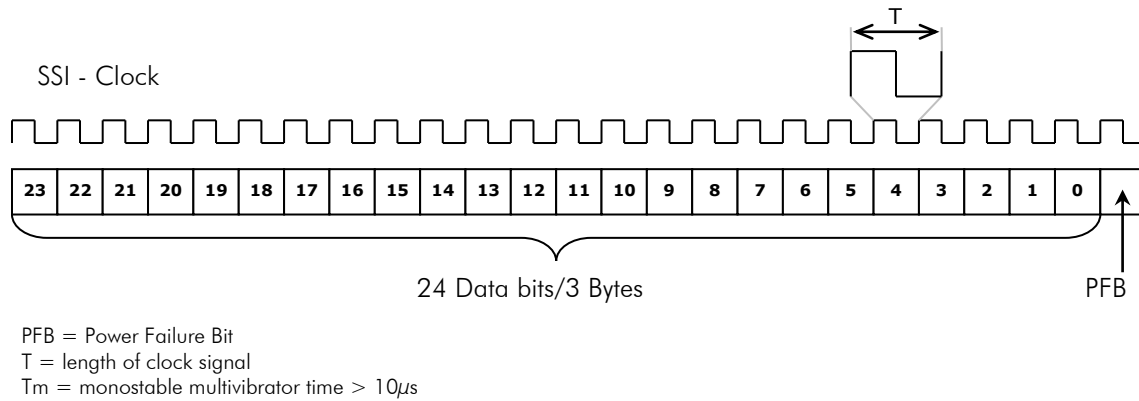 T
SSI - Clock
23 22 21 20 19 18 17 16 15 14 13 12 11 10 9 8 7 6 5 4 3 2 1 0
24 Data bits/3 Bytes
PFB
PFB = Power Failure Bit
T = length of clock signal
Tm = monostable multivibrator time > 10µs